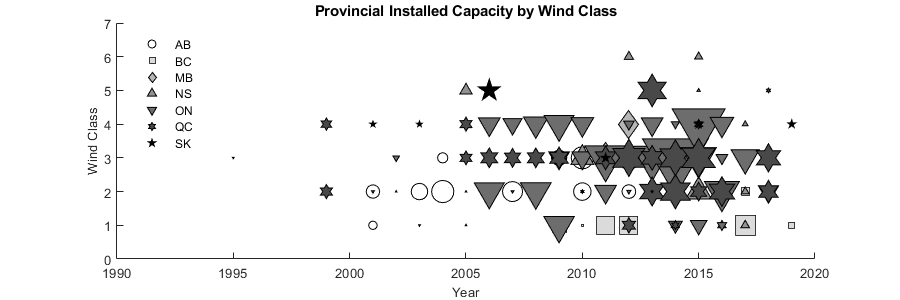 Provincial Installed Capacity by Wind Class
7
6
5
4
3
2
1
0
Wind Class
AB
BC
MB
NS
ON
QC
SK
1990 1995 2000 2005 2010 2015 2020
Year